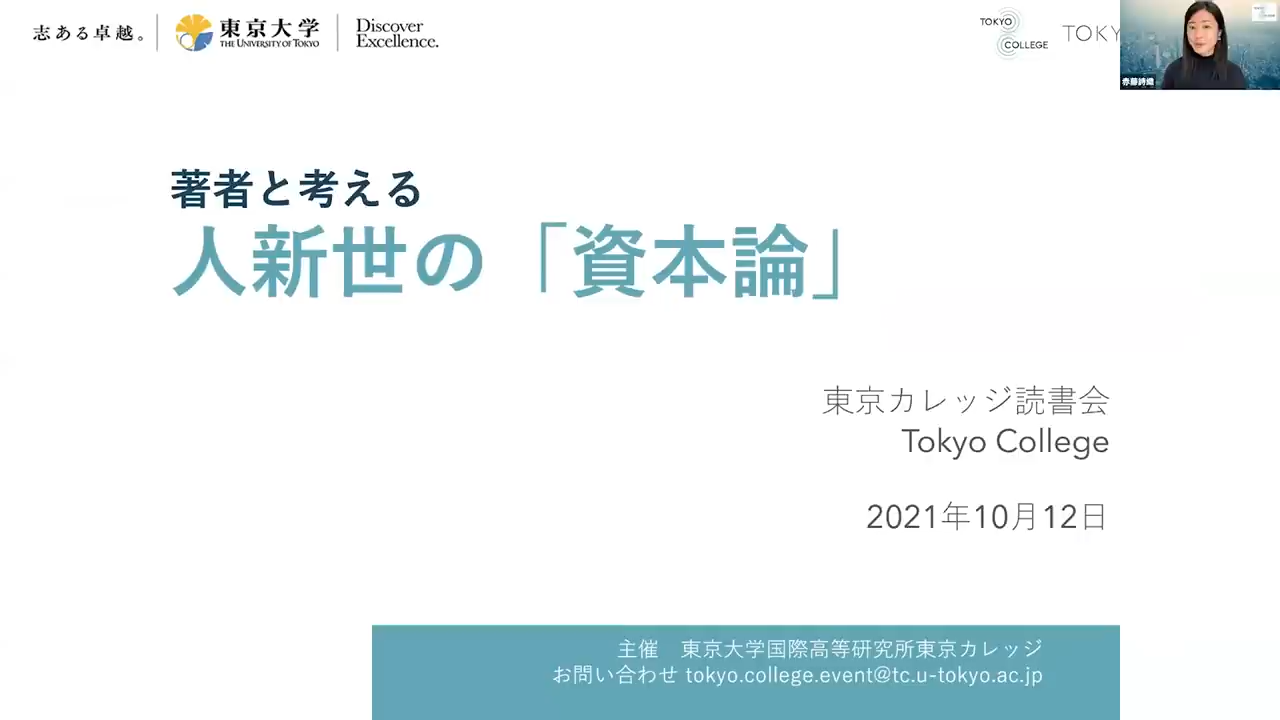 志ある卓越。
東京大学
THE UNIVERSITY OF TOKYO
Discover
Excellence.
TOKYO
COLLEGE
TOKY
著者と考える
人新世の「資本論」
東京カレッジ読書会
Tokyo College
2021年10月12日
主催　東京大学国際高等研究所東京カレッジ
お問い合わせ tokyo.college.event@tc.u-tokyo.ac.jp